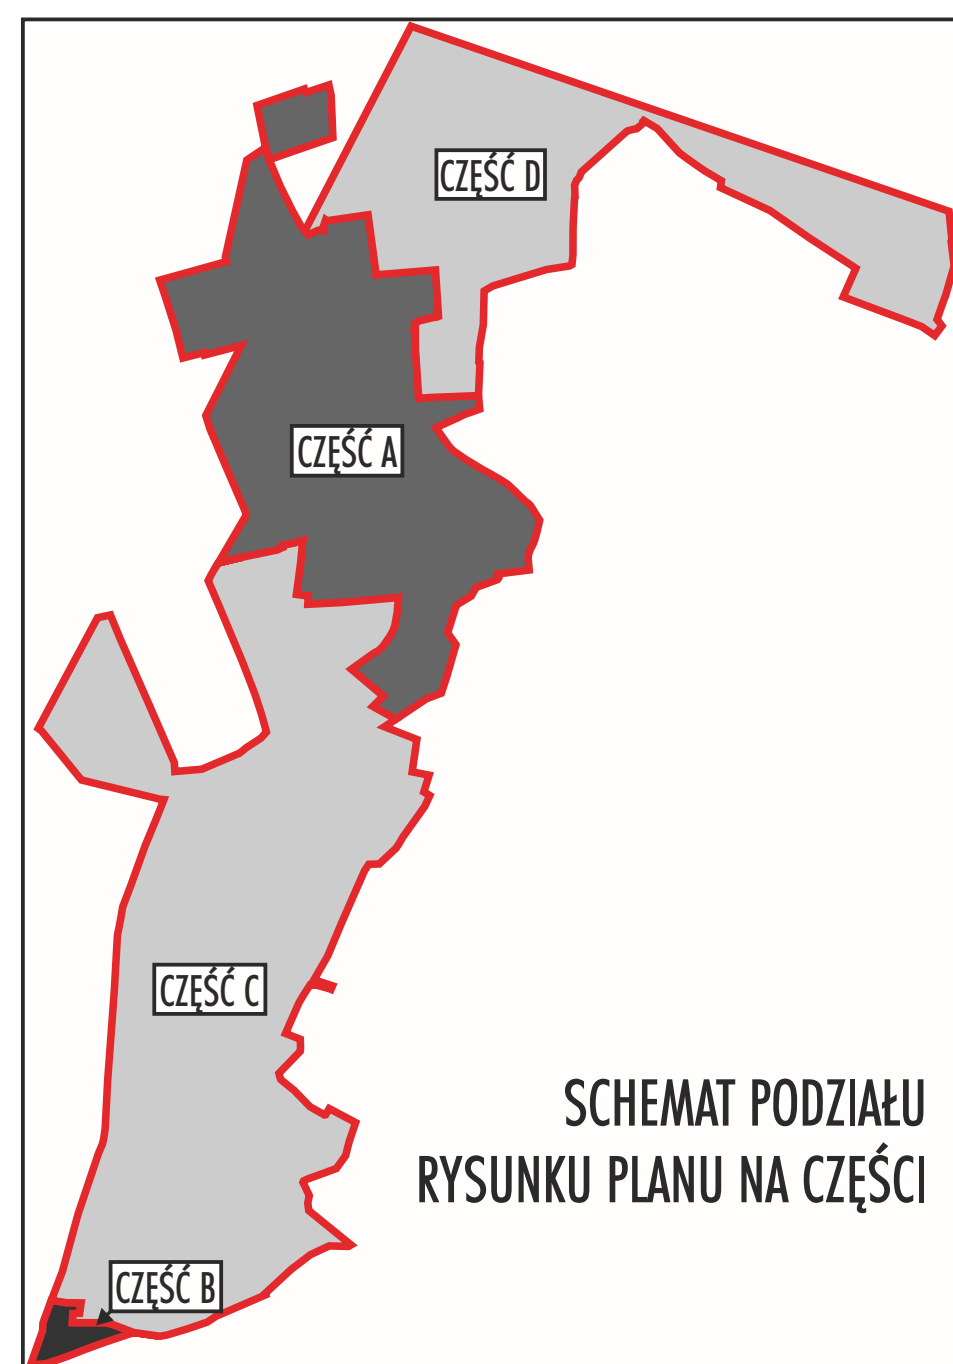 CZĘŚĆ D
CZĘŚĆ A
CZĘŚĆ C
SCHEMAT PODZIAŁU
RYSUNKU PLANU NA CZĘŚCI
CZĘŚĆ B